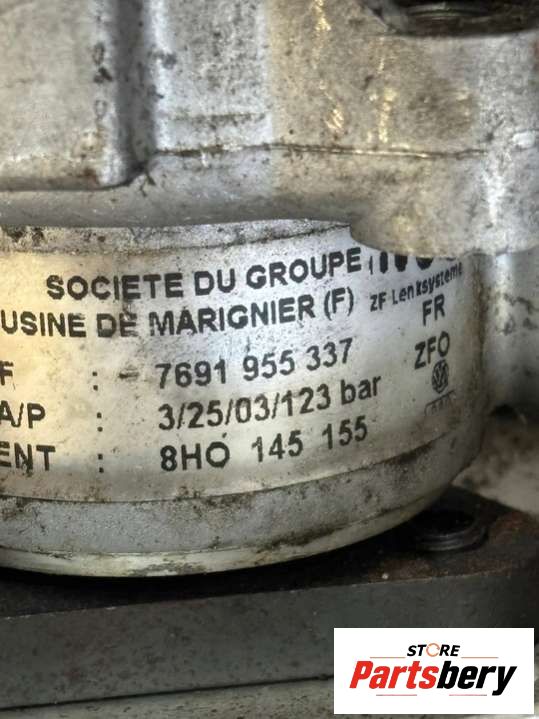 SOCIETE DU GROUPE
USINE DE MARIGNIER (F) ZF Lenksysteme
FR
F : - 7691 955 337 ZFO
A/P : 3/25/03/123 bar
ENT : 8HO 145 155
STORE
Partsbery